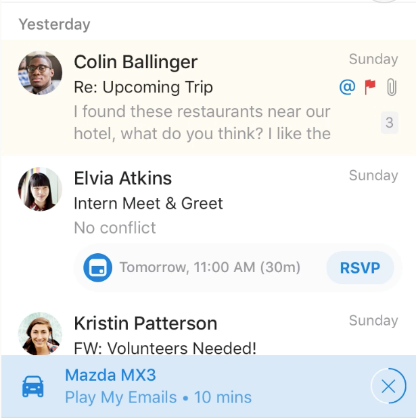 Yesterday
Colin Ballinger Sunday
Re: Upcoming Trip @
I found these restaurants near our
hotel, what do you think? I like the 3
Elvia Atkins Sunday
Intern Meet & Greet
No conflict
Tomorrow, 11:00 AM (30m) RSVP
Kristin Patterson Sunday
FW: Volunteers Needed!
Mazda MX3
Play My Emails • 10 mins